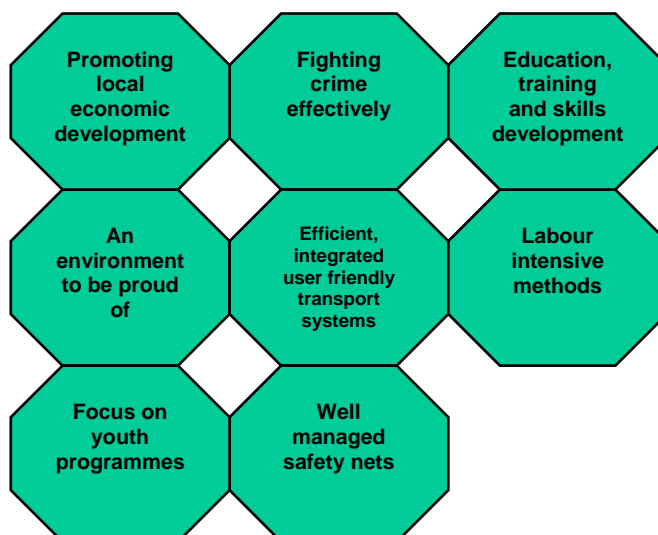 Promoting
local
economic
development
Fighting
crime
effectively
Education,
training
and skills
development
An
environment
to be proud
of
Efficient,
integrated
user friendly
transport
systems
Labour
intensive
methods
Focus on
youth
programmes
Well
managed
safety nets